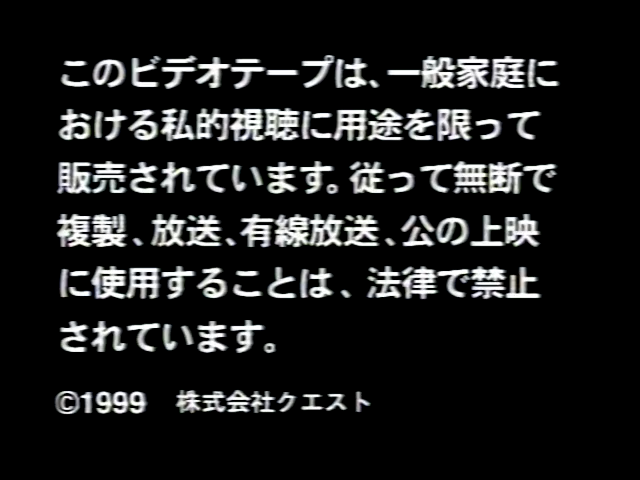 このビデオテープは、一般家庭に
おける私的視聴に用途を限って
販売されています。従って無断で
複製、放送、有線放送、公の上映
に使用することは、法律で禁止
されています。
©1999 株式会社クエスト